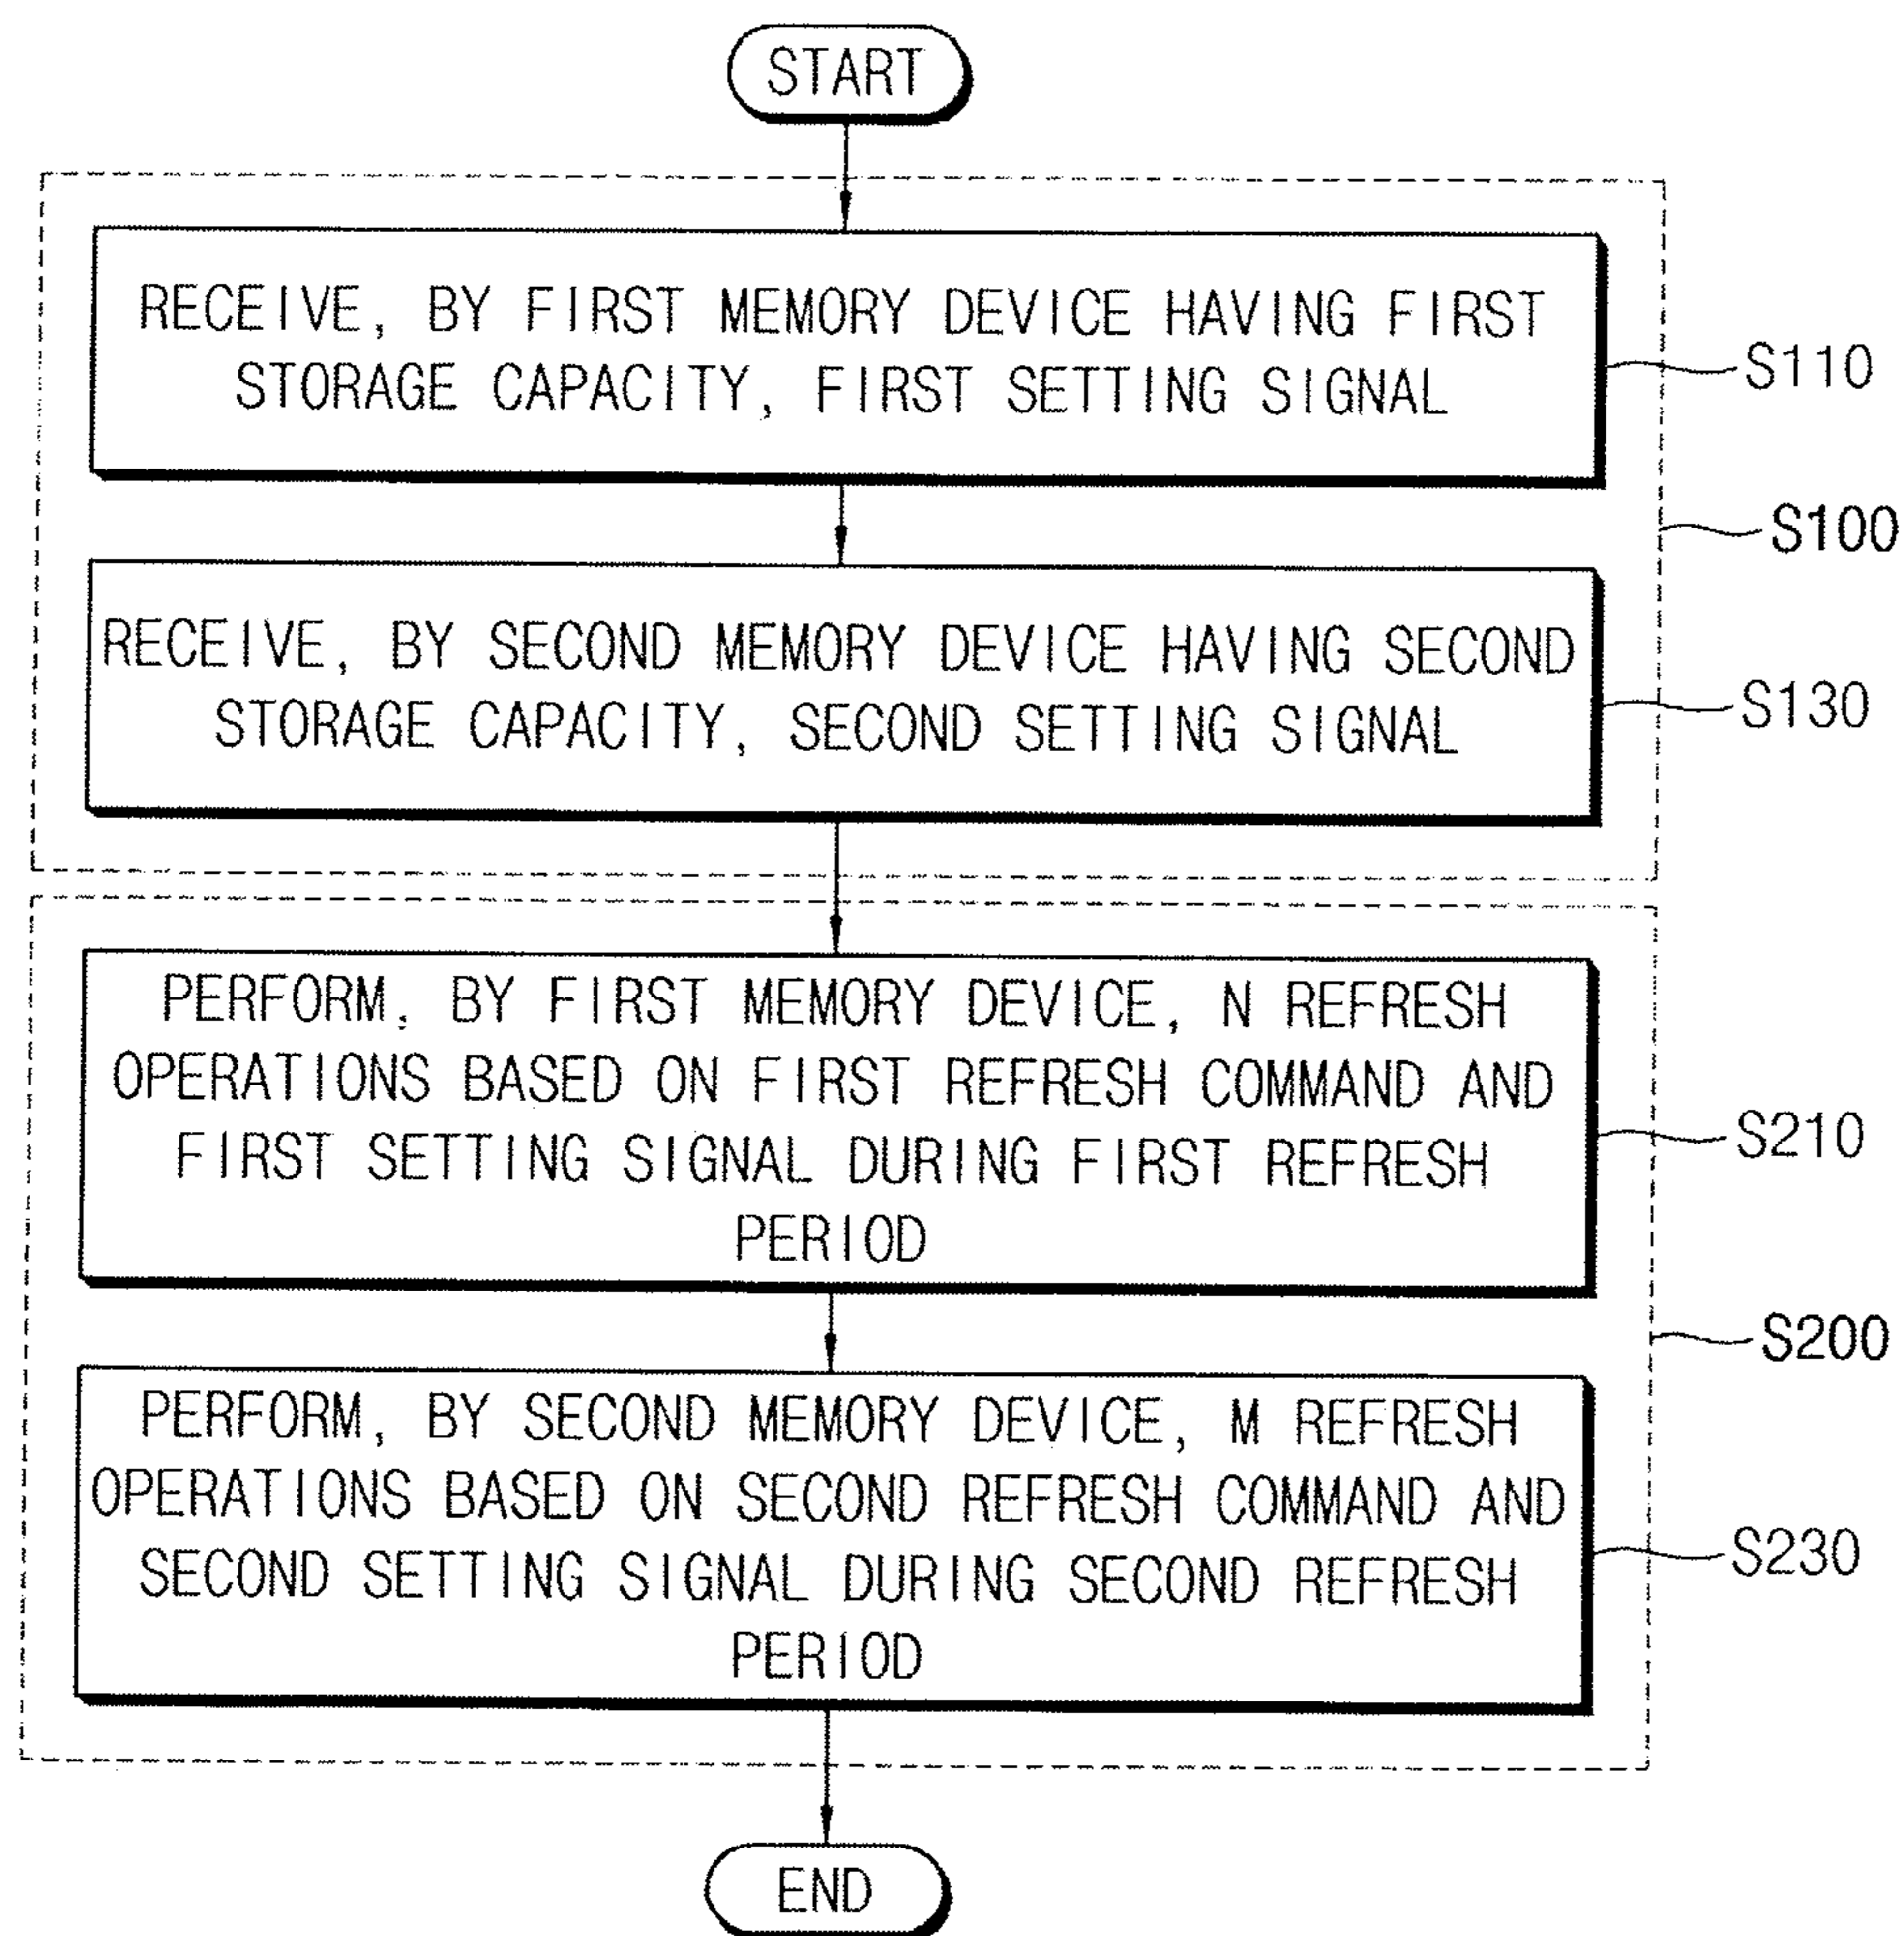 START
RECEIVE, BY FIRST MEMORY DEVICE HAVING FIRST
STORAGE CAPACITY, FIRST SETTING SIGNAL
S110
S100
RECEIVE, BY SECOND MEMORY DEVICE HAVING SECOND
STORAGE CAPACITY, SECOND SETTING SIGNAL
S130
PERFORM, BY FIRST MEMORY DEVICE, N REFRESH
OPERATIONS BASED ON FIRST REFRESH COMMAND AND
FIRST SETTING SIGNAL DURING FIRST REFRESH
PERIOD
S210
S200
PERFORM, BY SECOND MEMORY DEVICE, M REFRESH
OPERATIONS BASED ON SECOND REFRESH COMMAND AND
SECOND SETTING SIGNAL DURING SECOND REFRESH
PERIOD
S230
END